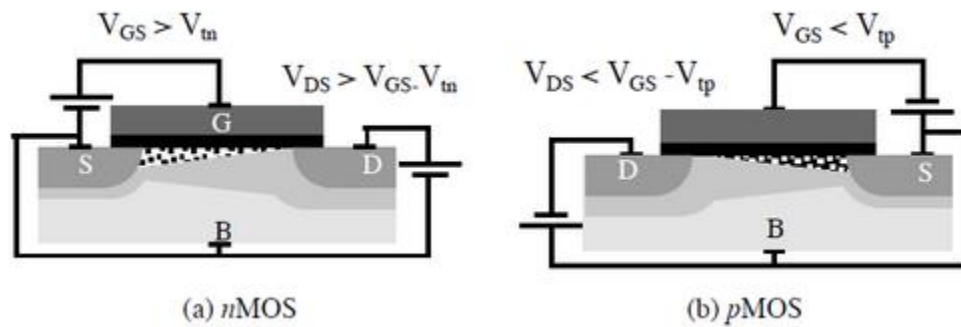 V_GS > V_tn
V_DS > V_GS-V_tn
G
S
D
B
(a) nMOS
V_GS < V_tp
V_DS < V_GS -V_tp
D
S
B
(b) pMOS